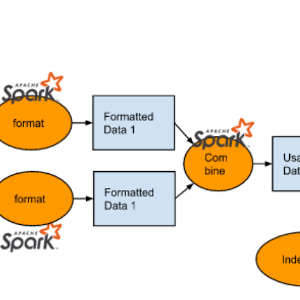 APACHE
Spark
format
Formatted
Data 1
APACHE
Spark
Com
bine
Usa
Dat
format
Formatted
Data 1
APACHE
Spark
Inde